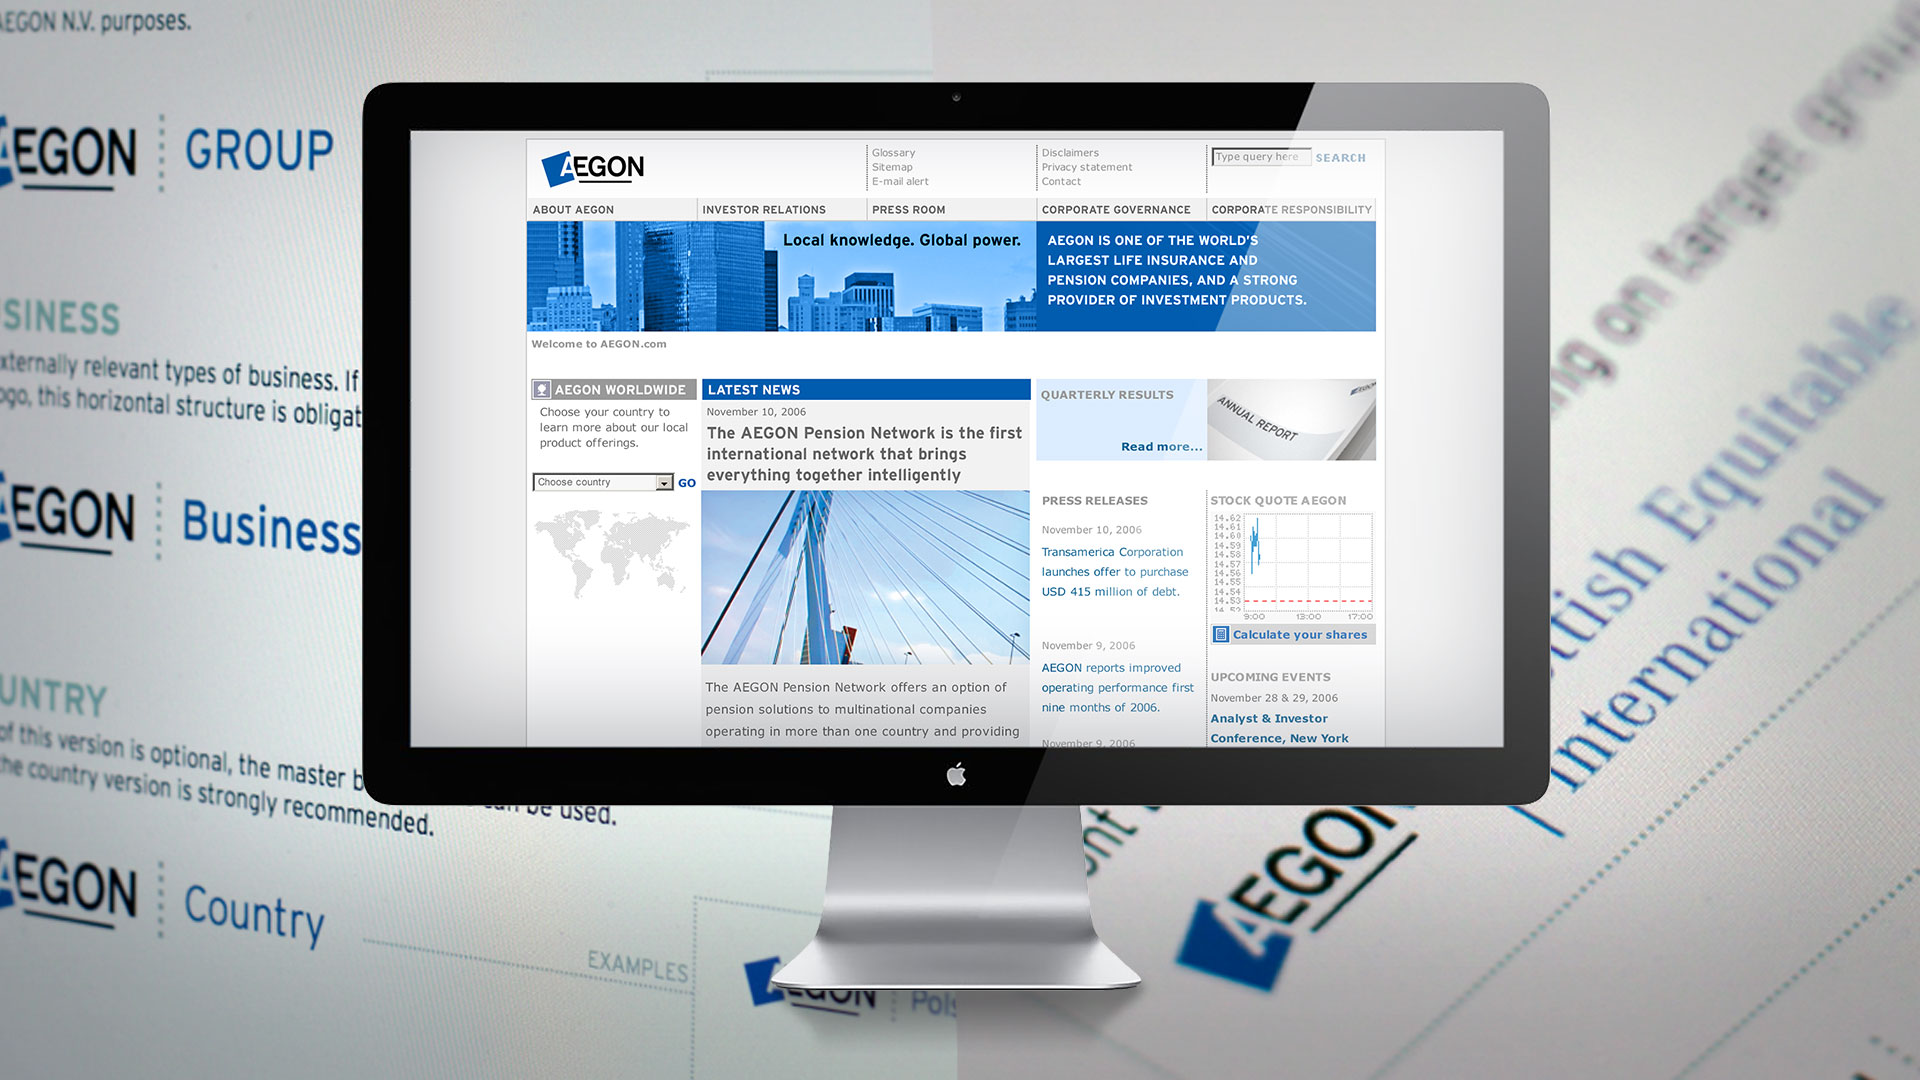 AEGON N.V. purposes.
AEGON GROUP
externally relevant types of business. If
logo, this horizontal structure is obligat
AEGON Business
of this version is optional, the master b
the country version is strongly recommended.
can be used.
AEGON Country
EXAMPLES
AEGON
AEGON
Glossary
Sitemap
E-mail alert
Disclaimers
Privacy statement
Contact
Type query here SEARCH
ABOUT AEGON
INVESTOR RELATIONS
PRESS ROOM
CORPORATE GOVERNANCE
CORPORATE RESPONSIBILITY
Local knowledge. Global power.
AEGON IS ONE OF THE WORLD'S
LARGEST LIFE INSURANCE AND
PENSION COMPANIES, AND A STRONG
PROVIDER OF INVESTMENT PRODUCTS.
Welcome to AEGON.com
AEGON WORLDWIDE
Choose your country to
learn more about our local
product offerings.
Choose country GO
LATEST NEWS
November 10, 2006
The AEGON Pension Network is the first
international network that brings
everything together intelligently
The AEGON Pension Network offers an option of
pension solutions to multinational companies
operating in more than one country and providing
QUARTERLY RESULTS
Read more...
ANNUAL REPORT
PRESS RELEASES
November 10, 2006
Transamerica Corporation
launches offer to purchase
USD 415 million of debt.
November 9, 2006
AEGON reports improved
operating performance first
nine months of 2006.
November 9, 2006
STOCK QUOTE AEGON
14.62
14.61
14.60
14.59
14.58
14.57
14.56
14.55
14.54
14.53
14.52
9:00 13:00 17:00
Calculate your shares
UPCOMING EVENTS
November 28 & 29, 2006
Analyst & Investor
Conference, New York
on target group
Equitable
International
AEGON